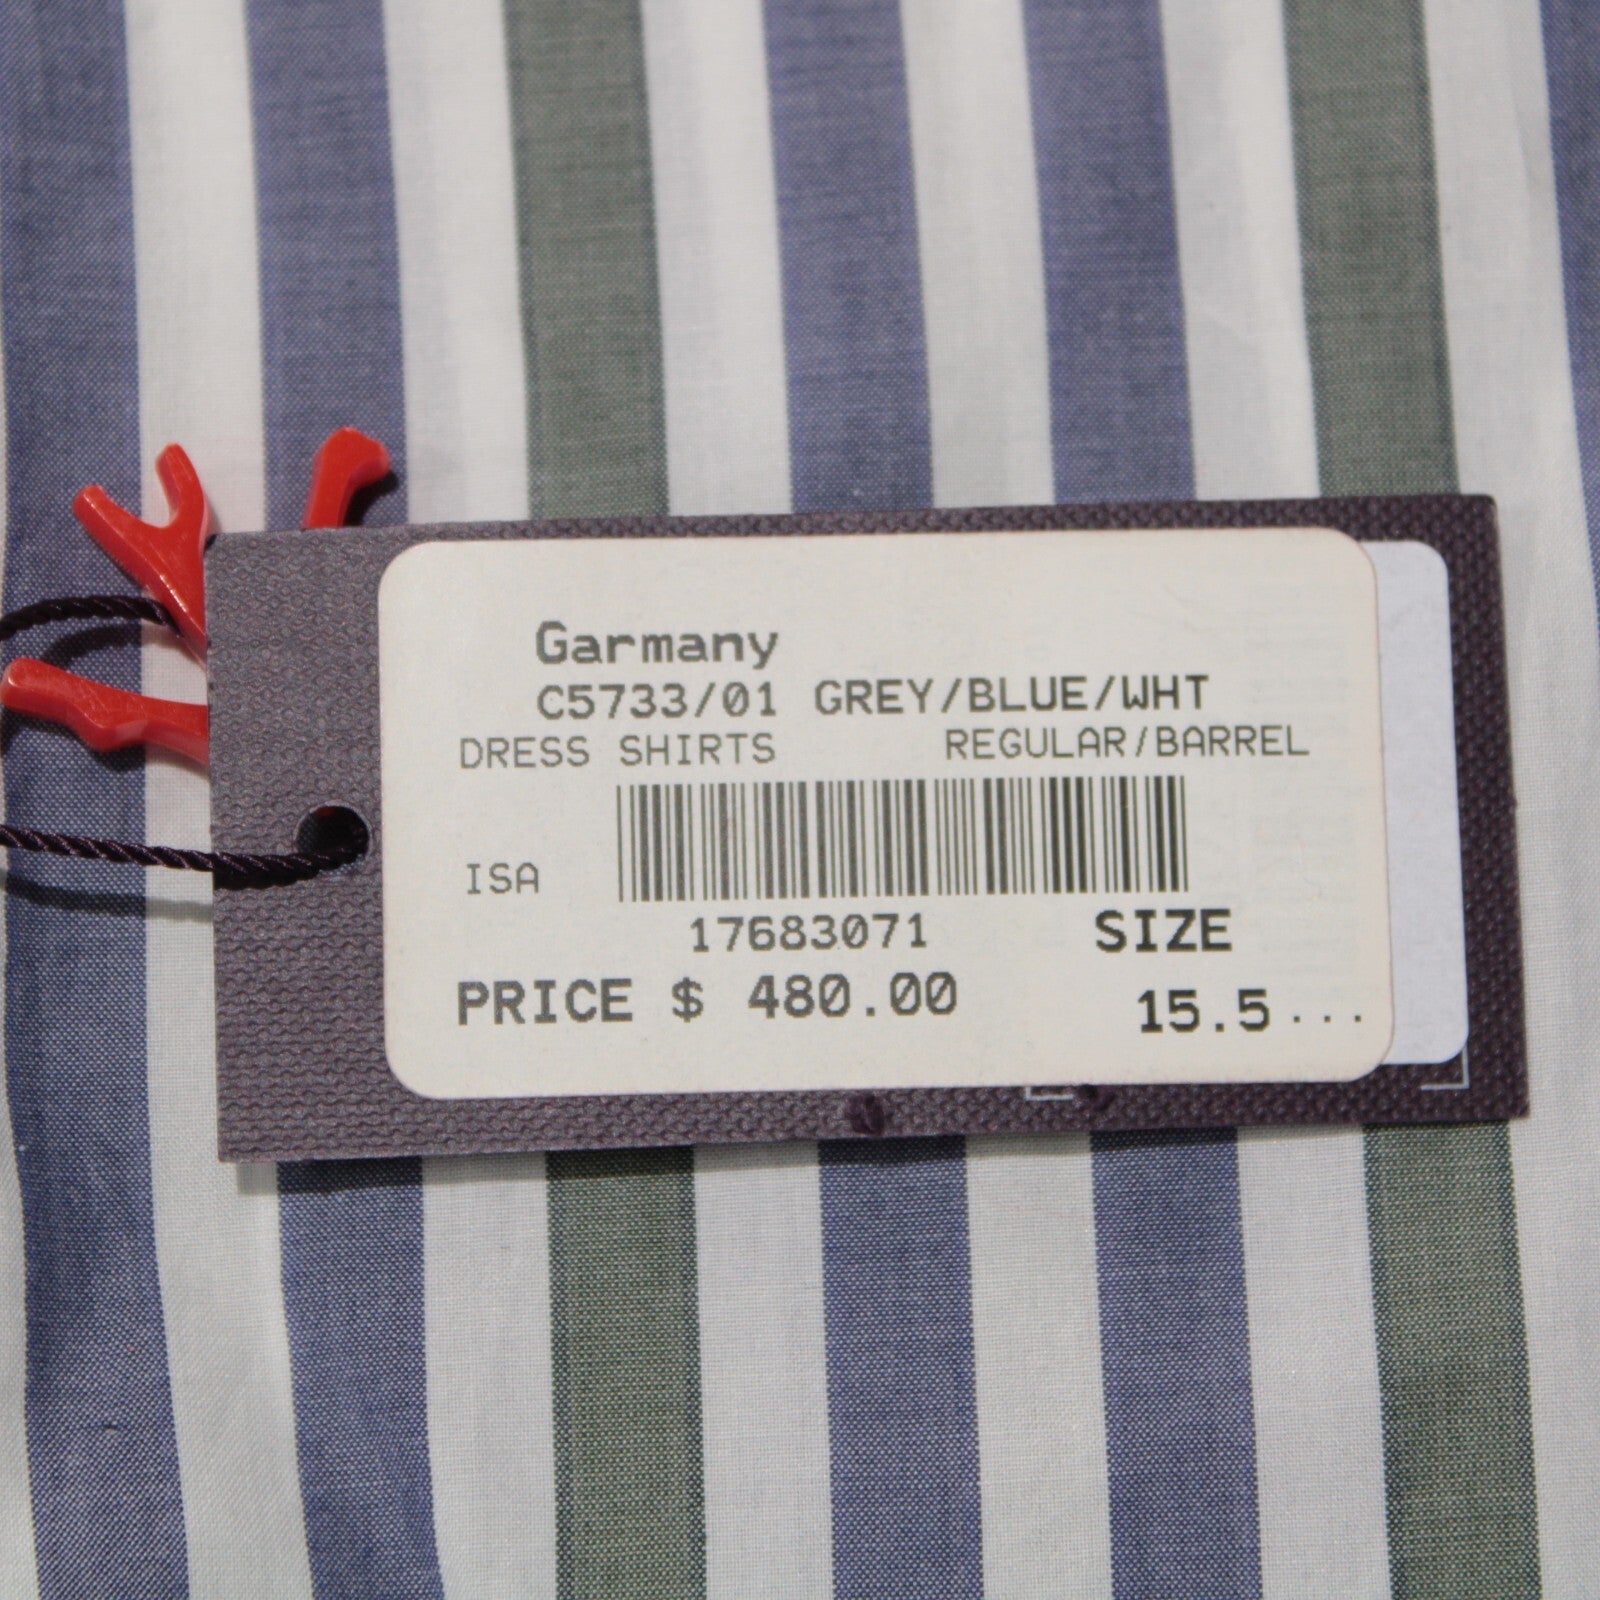 Garmany
C5733/01 GREY/BLUE/WHT
DRESS SHIRTS REGULAR/BARREL
ISA
17683071 SIZE
PRICE $ 480.00 15.5...